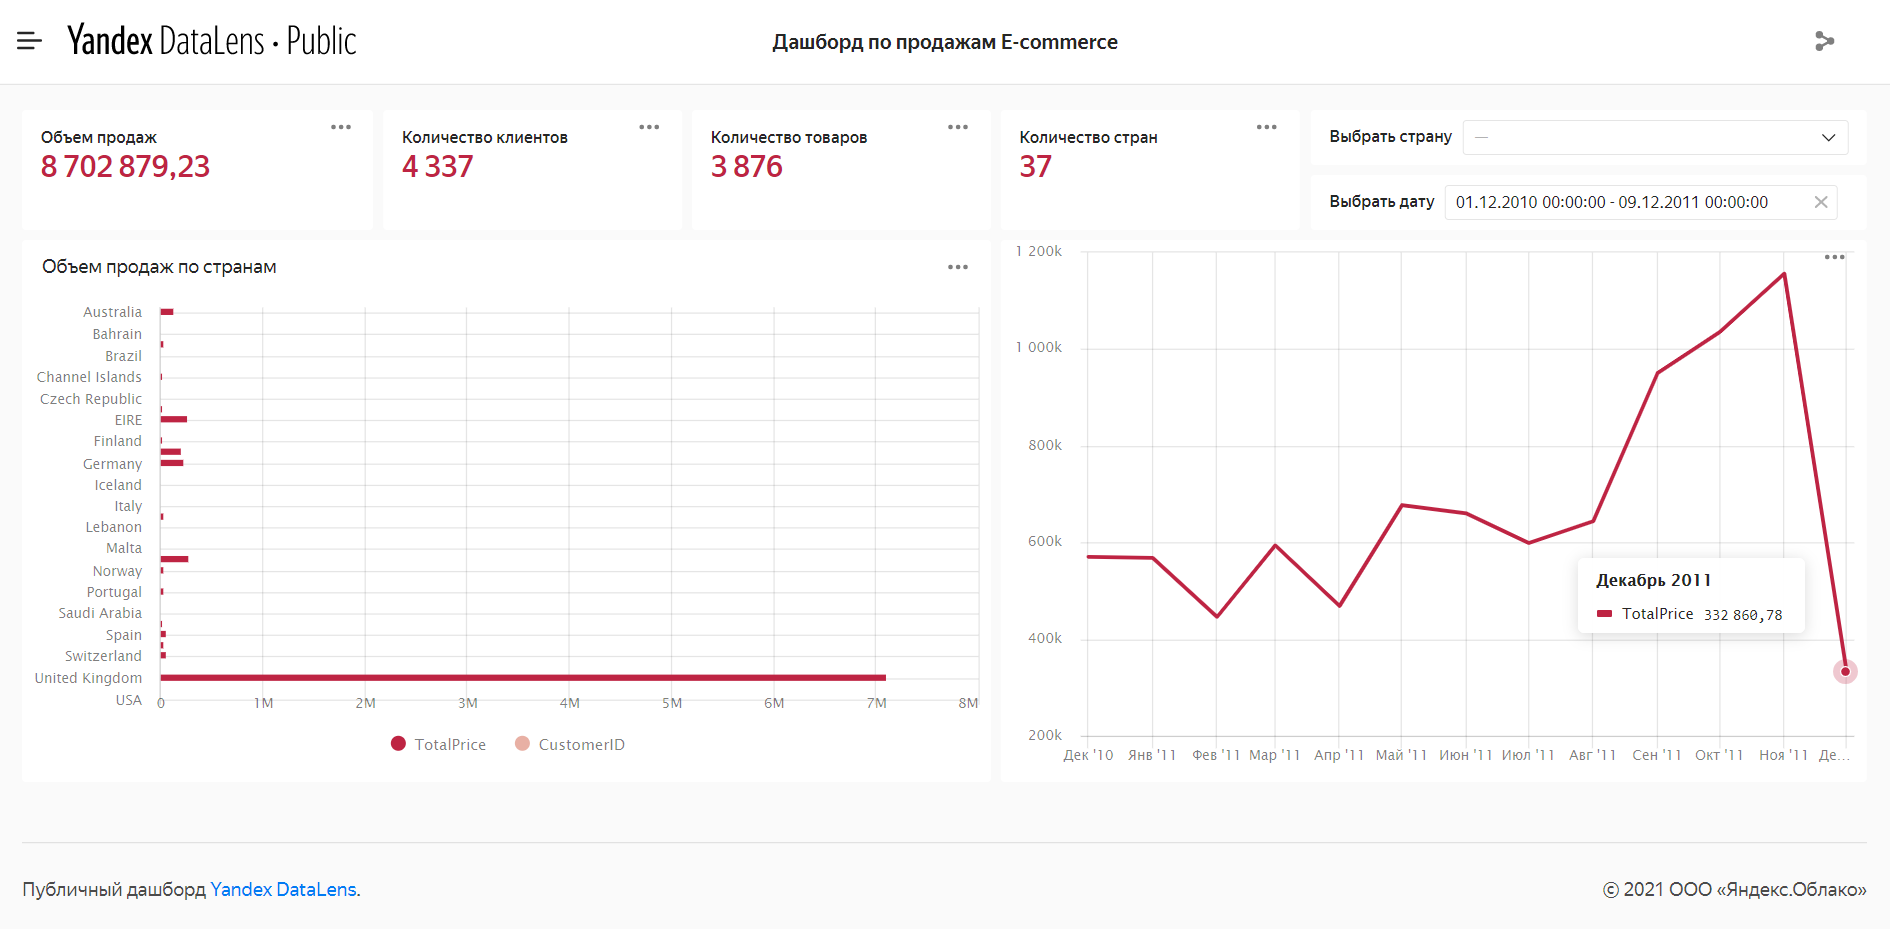 Yandex DataLens · Public
Дашборд по продажам E-commerce
Объем продаж
8 702 879,23
Количество клиентов
4 337
Количество товаров
3 876
Количество стран
37
Выбрать страну —
Выбрать дату 01.12.2010 00:00:00 - 09.12.2011 00:00:00
Объем продаж по странам
Australia
Bahrain
Brazil
Channel Islands
Czech Republic
EIRE
Finland
Germany
Iceland
Italy
Lebanon
Malta
Norway
Portugal
Saudi Arabia
Spain
Switzerland
United Kingdom
USA
0 1M 2M 3M 4M 5M 6M 7M 8M
TotalPrice CustomerID
1 200k
1 000k
800k
600k
400k
200k
Декабрь 2011
TotalPrice 332 860,78
Дек '10 Янв '11 Фев '11 Мар '11 Апр '11 Май '11 Июн '11 Июл '11 Авг '11 Сен '11 Окт '11 Ноя '11 Де...
Публичный дашборд Yandex DataLens.
© 2021 ООО «Яндекс.Облако»